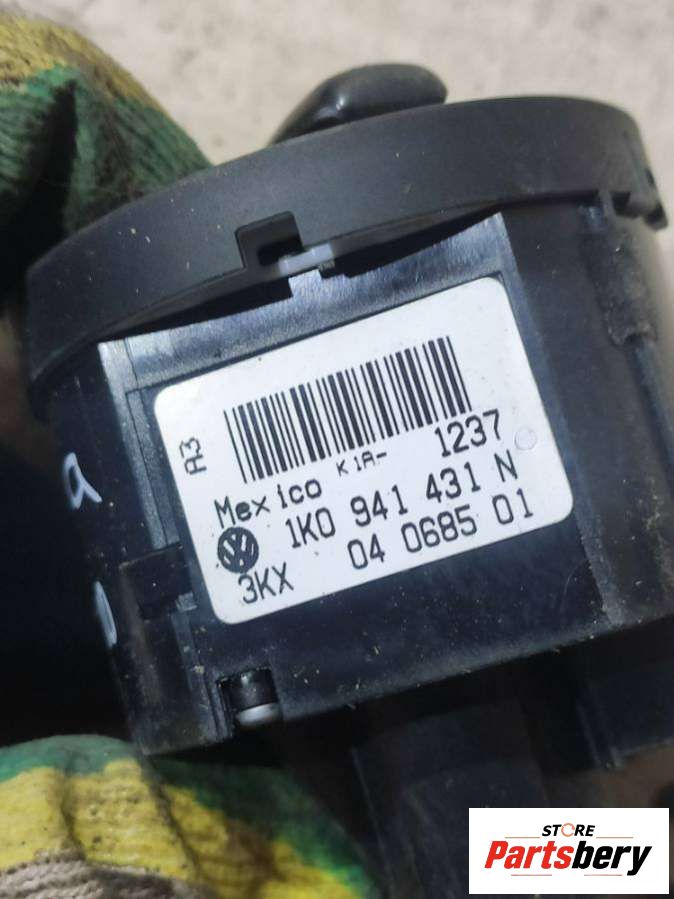 A3
1237
Mexico K1A-
1K0 941 431 N
3KX 04 0685 01
STORE
Partsbery